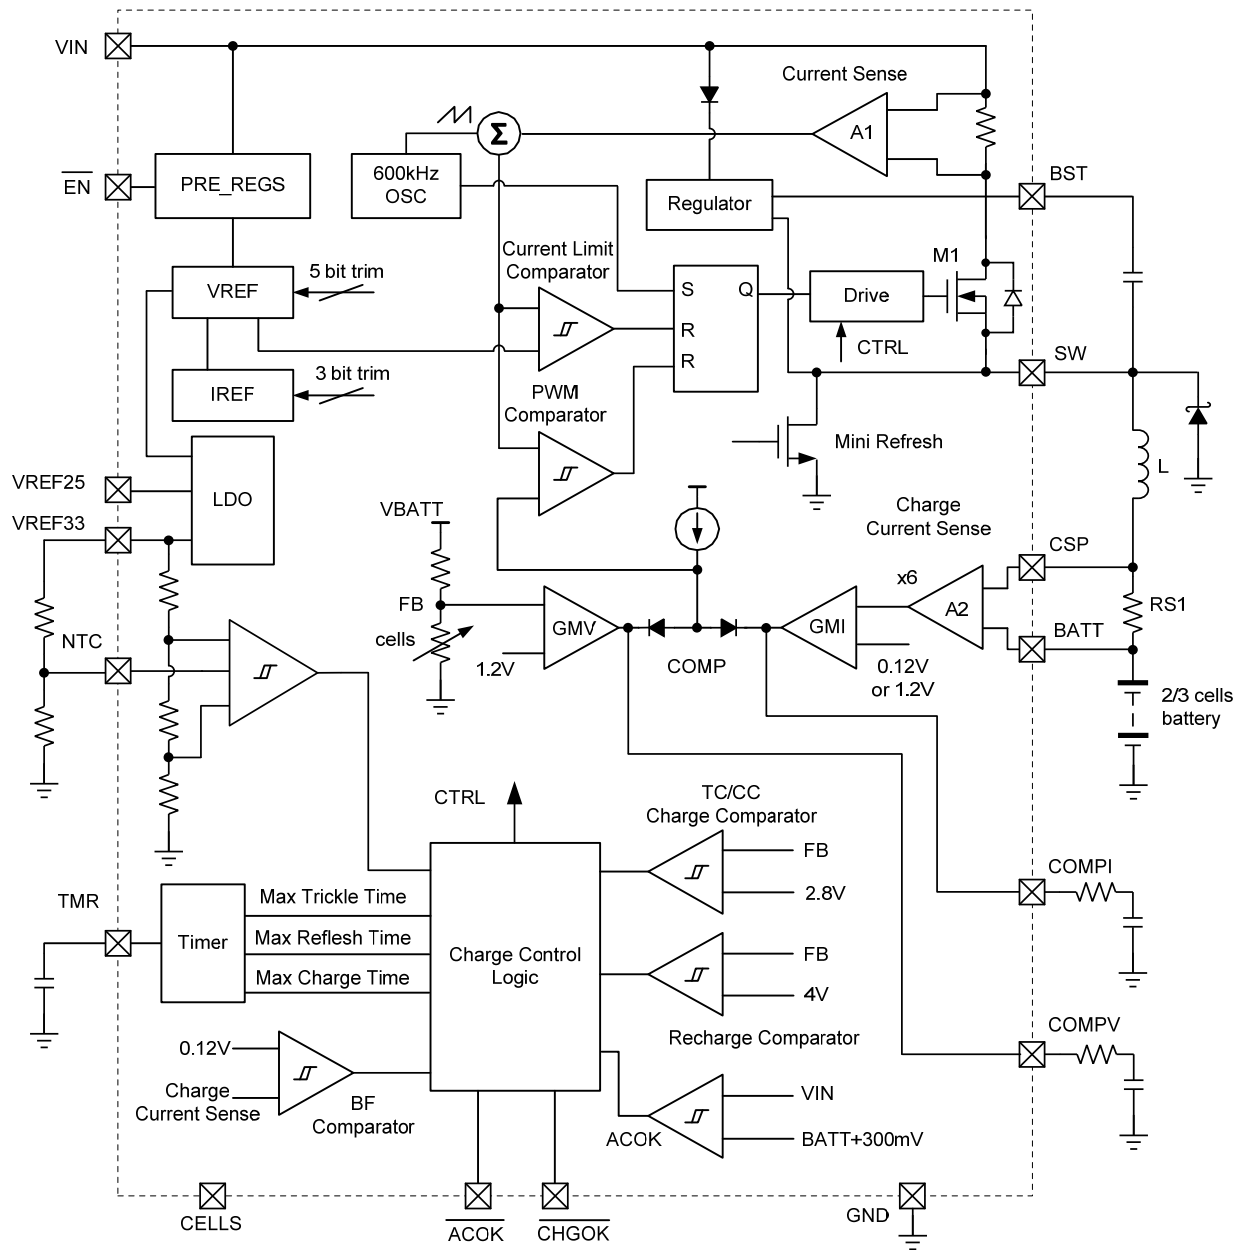 VIN
Current Sense
A1
Σ
600kHz
OSC
EN
PRE_REGS
BST
Regulator
Current Limit
Comparator
M1
5 bit trim
VREF
S
Q
Drive
R
CTRL
SW
R
3 bit trim
IREF
PWM
Comparator
Mini Refresh
L
VREF25
LDO
VBATT
Charge
Current Sense
VREF33
CSP
x6
FB
A2
RS1
NTC
cells
GMV
GMI
BATT
COMP
1.2V
0.12V
or 1.2V
2/3 cells
battery
CTRL
TC/CC
Charge Comparator
FB
COMPI
2.8V
TMR
Max Trickle Time
Timer
Max Reflesh Time
Charge Control
Logic
FB
Max Charge Time
4V
COMPV
Recharge Comparator
0.12V
Charge
Current Sense
BF
Comparator
VIN
ACOK
BATT+300mV
CELLS
ACOK
CHGOK
GND